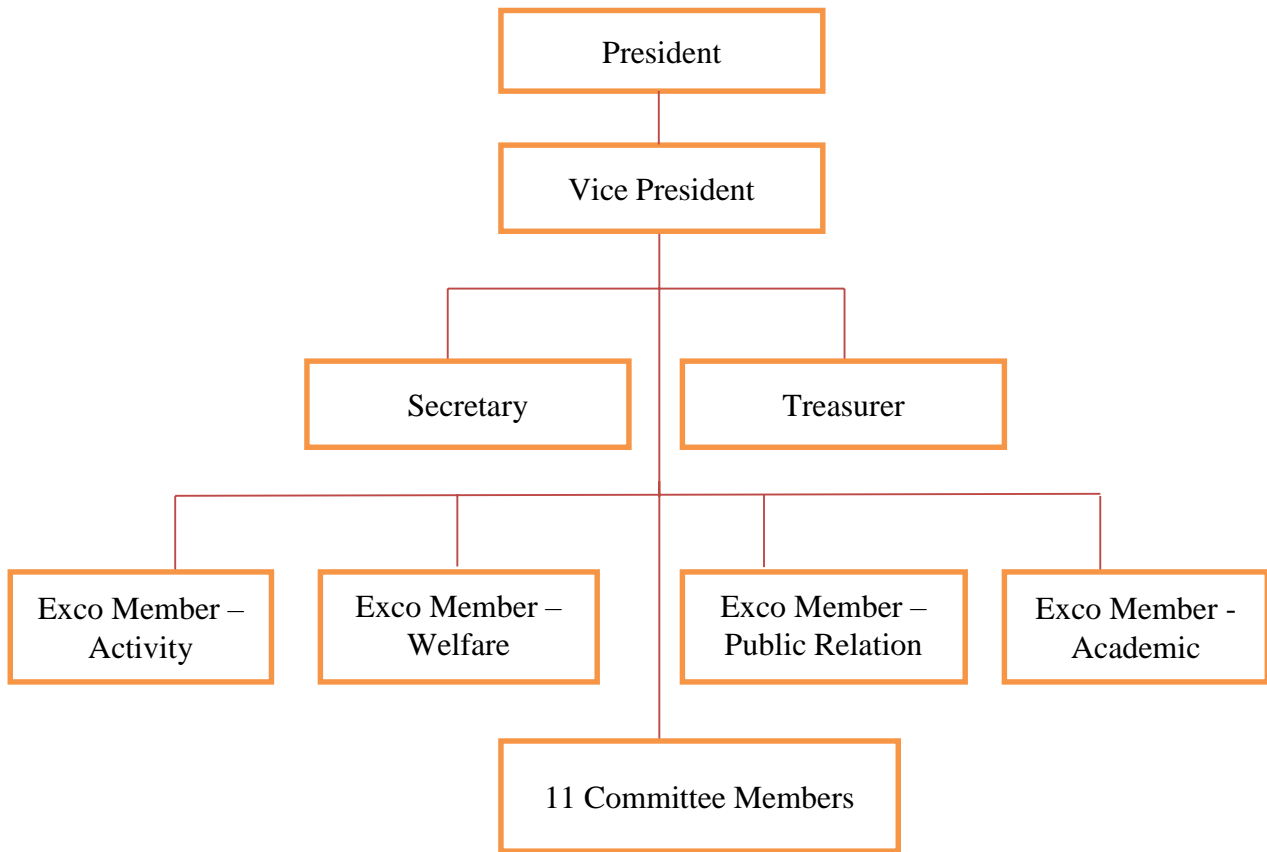 President
Vice President
Secretary
Treasurer
Exco Member –
Activity
Exco Member –
Welfare
Exco Member –
Public Relation
Exco Member -
Academic
11 Committee Members